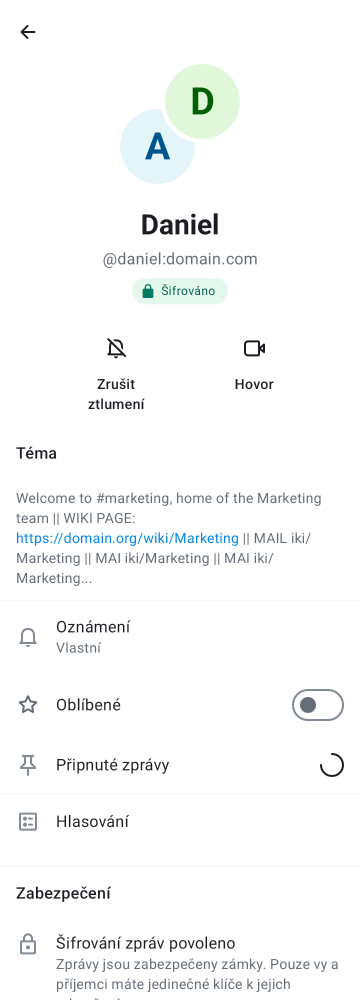 D
A
Daniel
@daniel:domain.com
Šifrováno
Zrušit
ztlumení
Hovor
Téma
Welcome to #marketing, home of the Marketing
team || WIKI PAGE:
https://domain.org/wiki/Marketing || MAIL iki/
Marketing || MAI iki/Marketing || MAI iki/
Marketing...
Oznámení
Vlastní
Oblíbené
Připnuté zprávy
Hlasování
Zabezpečení
Šifrování zpráv povoleno
Zprávy jsou zabezpečeny zámky. Pouze vy a
příjemci máte jedinečné klíče k jejich